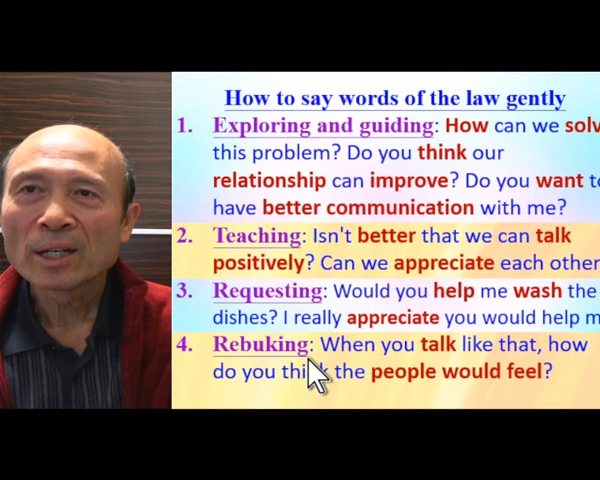 How to say words of the law gently
1. Exploring and guiding: How can we solv
this problem? Do you think our
relationship can improve? Do you want to
have better communication with me?
2. Teaching: Isn't better that we can talk
positively? Can we appreciate each other
3. Requesting: Would you help me wash the
dishes? I really appreciate you would help m
4. Rebuking: When you talk like that, how
do you think the people would feel?